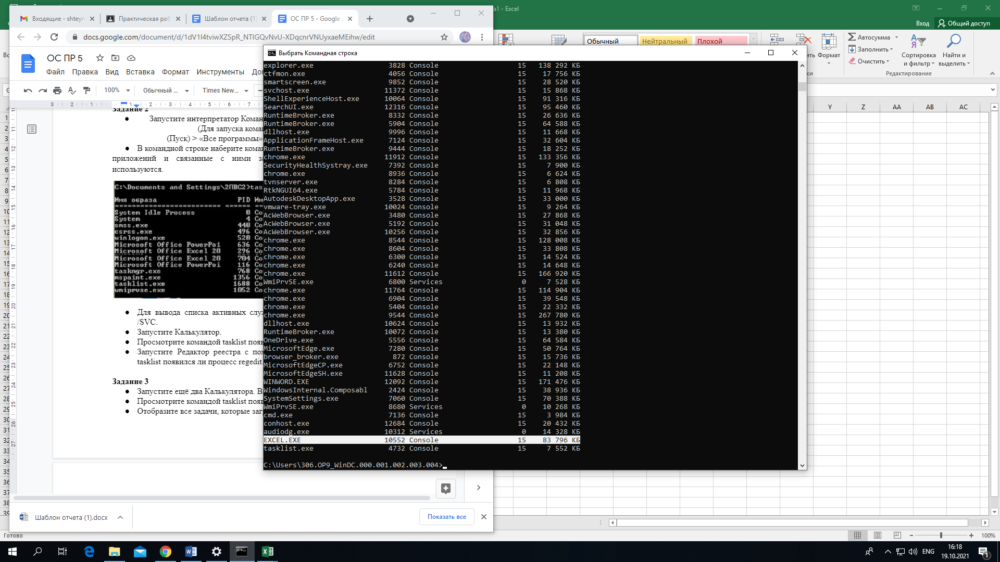 а1 - Excel
Вход
Общий доступ
Входящие - shteyn
Практическая раб
Шаблон отчета (1)
ОС ПР 5 - Google
docs.google.com/document/d/1dV1I4tviwXZSpR_NTIGQvNvU-XDqcnrVNUyxaeMEihw/edit
Обычный
Нейтральный
Плохой
Формат
Автосумма
Заполнить
Очистить
Сортировка
и фильтр
Найти и
выделить
Редактирование
ОС ПР 5
Файл Правка Вид Вставка Формат Инструменты
100% Обычный ... Times New...
Y Z AA AB AC
Задание 2
● Запустите интерпретатор Коман
(Для запуска коман
(Пуск) > «Все программы»
● В командной строке наберите коман
приложений и связанные с ними за
используются.
C:\Documents and Settings\2ПВС2>tas
Имя образа PID Им
System Idle Process 0 Co
System 4 Co
smss.exe 440 Co
csrss.exe 496 Co
winlogon.exe 520 Co
Microsoft Office PowerPoi 636 Co
Microsoft Office Excel 20 296 Co
Microsoft Office Excel 20 704 Co
Microsoft Office PowerPoi 116 Co
taskmgr.exe 768 Co
mspaint.exe 1356 Co
tasklist.exe 1688 Co
wmiprvse.exe 1052 Co
● Для вывода списка активных служ
/SVC.
● Запустите Калькулятор.
● Просмотрите командой tasklist появ
● Запустите Редактор реестра с пом
tasklist появился ли процесс regedit
Задание 3
● Запустите ещё два Калькулятора. В
● Просмотрите командой tasklist появ
● Отобразите все задачи, которые заг
Выбрать Командная строка
explorer.exe 3828 Console 15 138 292 КБ
ctfmon.exe 4056 Console 15 17 756 КБ
smartscreen.exe 9852 Console 15 28 520 КБ
svchost.exe 11372 Console 15 15 868 КБ
ShellExperienceHost.exe 10064 Console 15 91 316 КБ
SearchUI.exe 12316 Console 15 95 460 КБ
RuntimeBroker.exe 8332 Console 15 26 636 КБ
RuntimeBroker.exe 5904 Console 15 64 588 КБ
dllhost.exe 9996 Console 15 11 668 КБ
ApplicationFrameHost.exe 7124 Console 15 32 604 КБ
RuntimeBroker.exe 9444 Console 15 18 252 КБ
chrome.exe 11912 Console 15 133 356 КБ
SecurityHealthSystray.exe 7392 Console 15 7 900 КБ
chrome.exe 8936 Console 15 6 624 КБ
tvnserver.exe 8284 Console 15 6 808 КБ
RtkNGUI64.exe 5784 Console 15 11 968 КБ
AutodeskDesktopApp.exe 3528 Console 15 33 000 КБ
vmware-tray.exe 10024 Console 15 9 264 КБ
AcWebBrowser.exe 3480 Console 15 27 868 КБ
AcWebBrowser.exe 5192 Console 15 31 048 КБ
AcWebBrowser.exe 10256 Console 15 32 856 КБ
chrome.exe 8544 Console 15 128 008 КБ
chrome.exe 8604 Console 15 33 808 КБ
chrome.exe 6300 Console 15 14 524 КБ
chrome.exe 6240 Console 15 14 648 КБ
chrome.exe 11612 Console 15 166 920 КБ
WmiPrvSE.exe 6800 Services 0 7 528 КБ
chrome.exe 11764 Console 15 114 904 КБ
chrome.exe 6904 Console 15 39 548 КБ
chrome.exe 5404 Console 15 22 332 КБ
chrome.exe 9544 Console 15 267 780 КБ
dllhost.exe 10624 Console 15 13 932 КБ
RuntimeBroker.exe 10072 Console 15 13 380 КБ
OneDrive.exe 5556 Console 15 64 584 КБ
MicrosoftEdge.exe 7280 Console 15 50 764 КБ
browser_broker.exe 872 Console 15 15 736 КБ
MicrosoftEdgeCP.exe 6752 Console 15 22 148 КБ
MicrosoftEdgeSH.exe 11628 Console 15 11 208 КБ
WINWORD.EXE 12092 Console 15 171 476 КБ
WindowsInternal.Composabl 2424 Console 15 38 936 КБ
SystemSettings.exe 7060 Console 15 70 388 КБ
WmiPrvSE.exe 8680 Services 0 10 268 КБ
cmd.exe 7136 Console 15 3 984 КБ
conhost.exe 12684 Console 15 20 432 КБ
audiodg.exe 10312 Services 0 14 328 КБ
EXCEL.EXE 10552 Console 15 83 796 КБ
tasklist.exe 4732 Console 15 7 552 КБ
C:\Users\306.OP9_WinDC.000.001.002.003.004>
Шаблон отчета (1).docx
Показать все
Готово
100%
ENG
16:18
19.10.2021
1